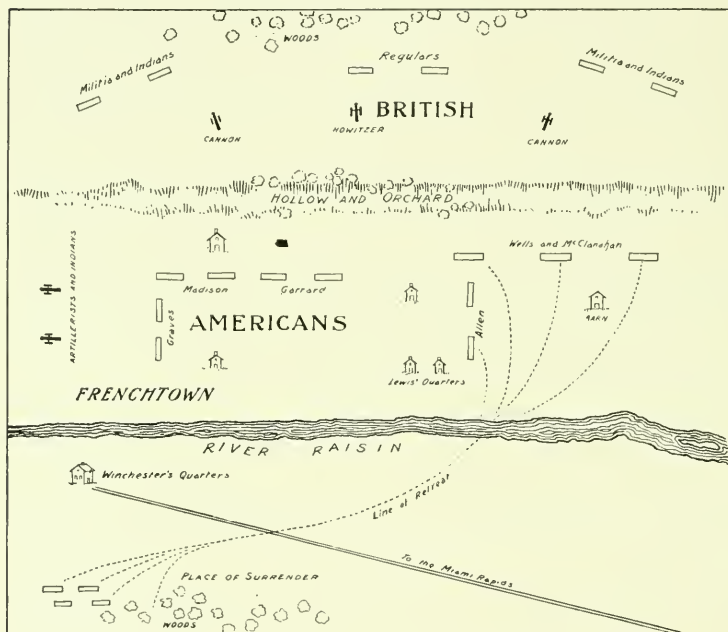 WOODS
Militia and Indians
Regulars
Militia and Indians
BRITISH
CANNON
HOWITZER
CANNON
HOLLOW AND ORCHARD
ARTILLERISTS AND INDIANS
Wells and McClanahan
Madison
Garrard
Graves
AMERICANS
Allen
BARN
Lewis' Quarters
FRENCHTOWN
RIVER RAISIN
Winchester's Quarters
Line of Retreat
To the Miami Rapids
PLACE OF SURRENDER
WOODS